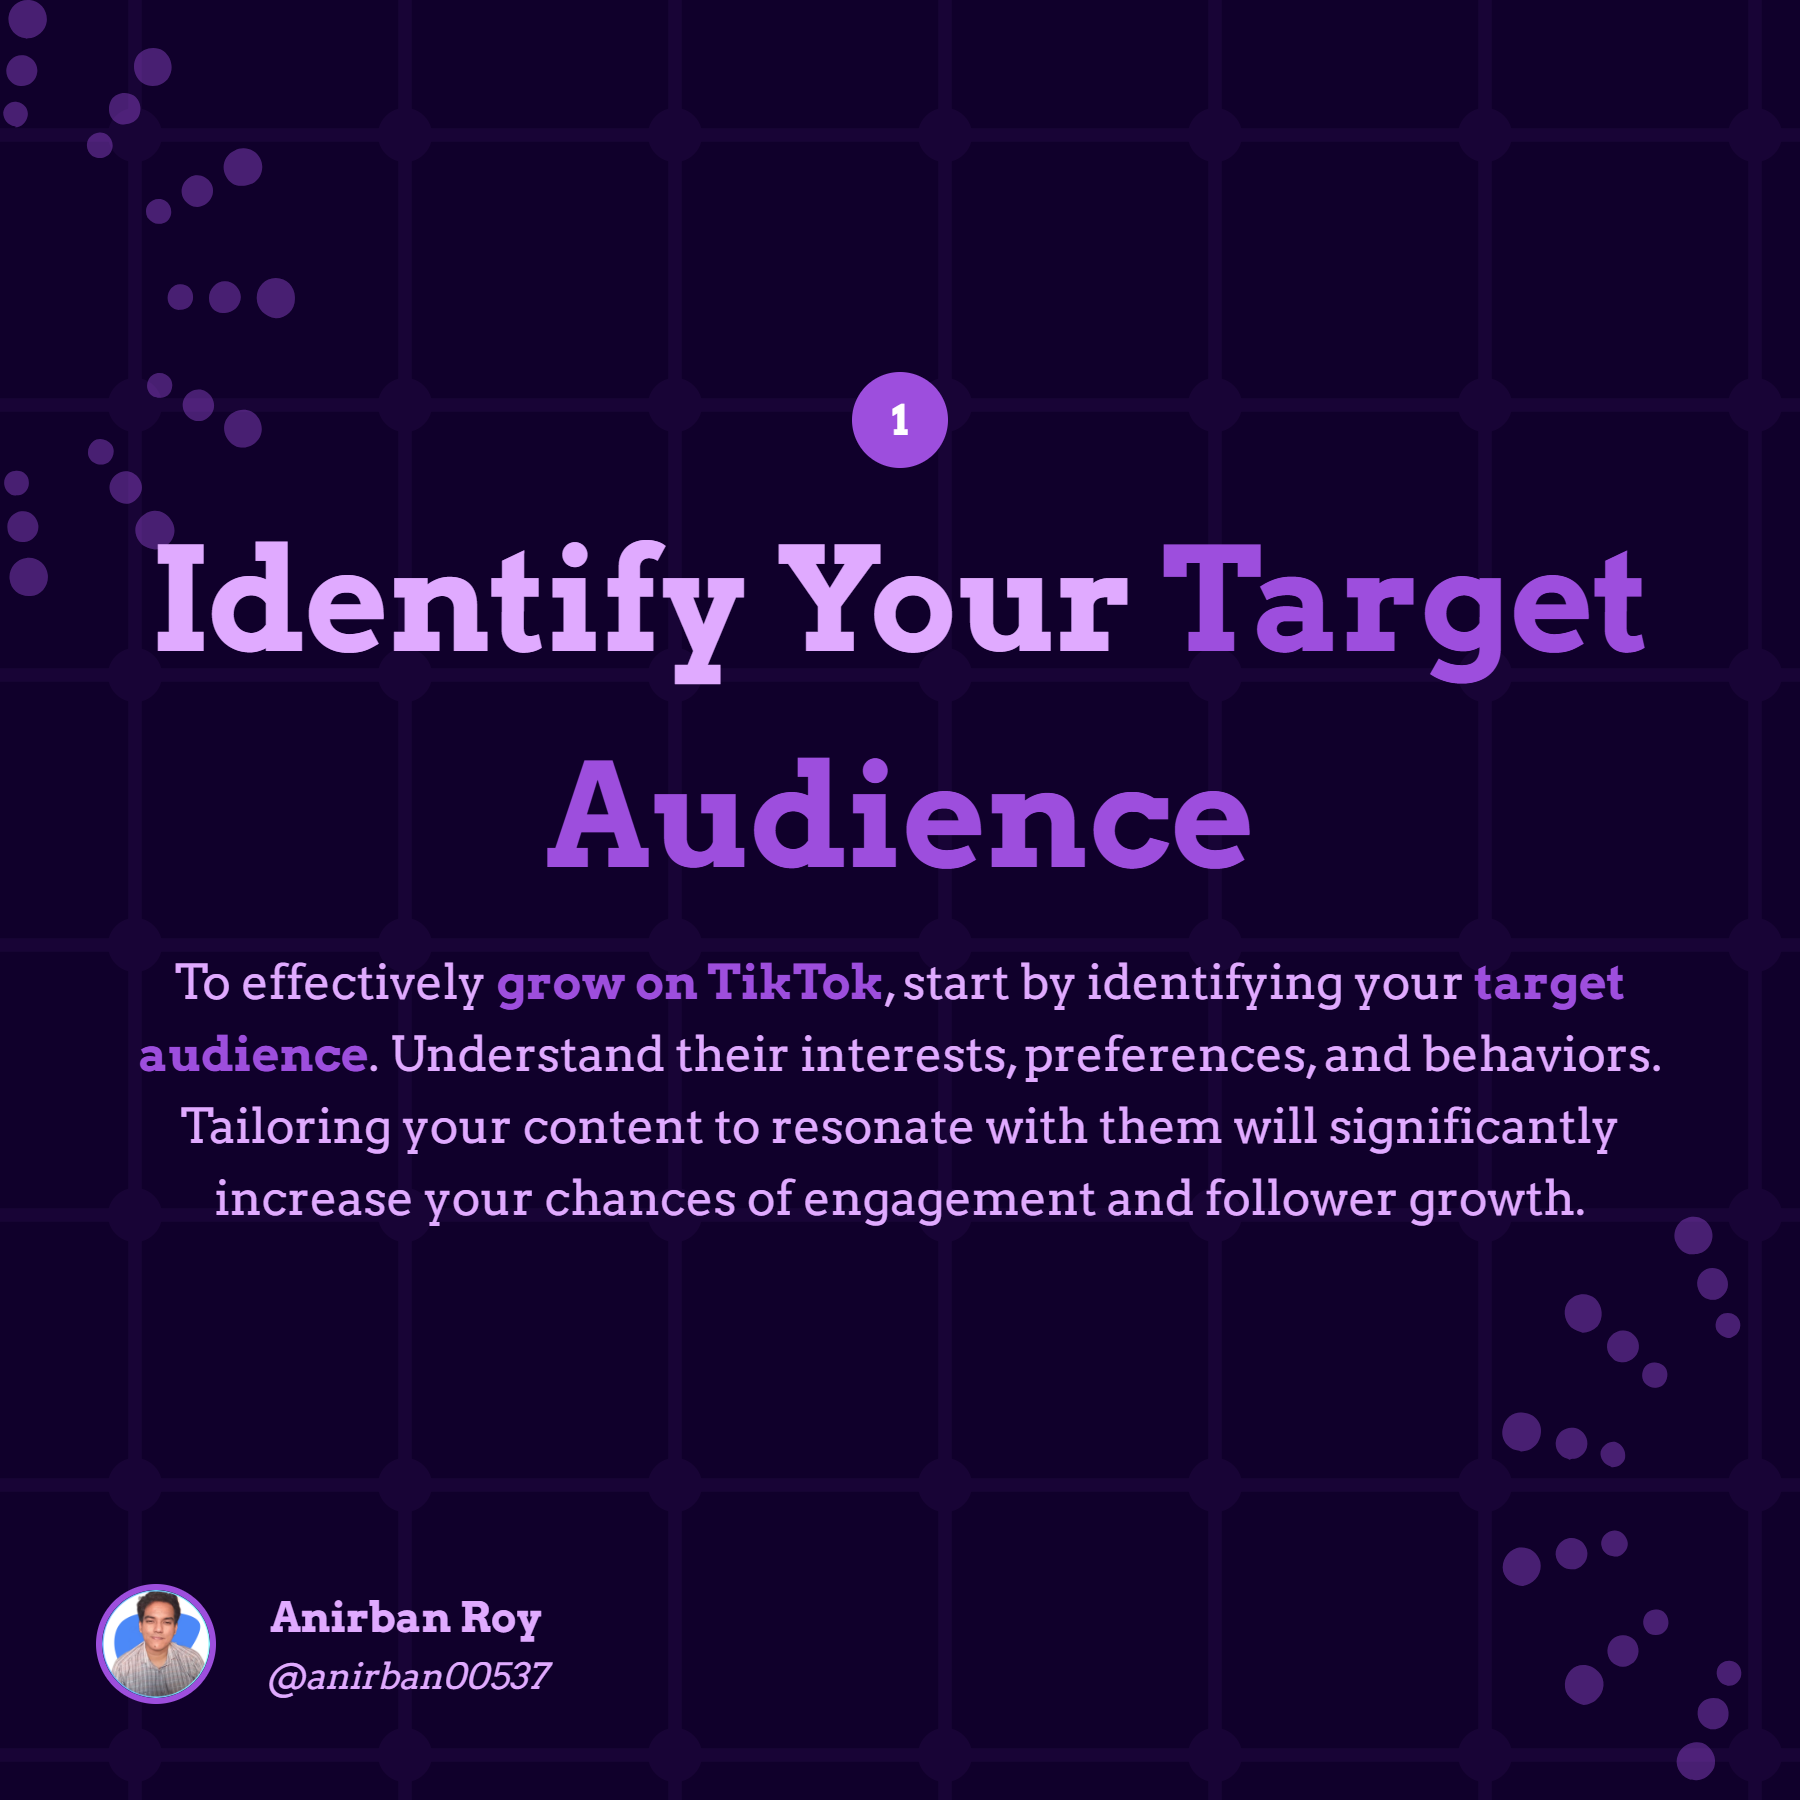 1
Identify Your Target
Audience
To effectively grow on TikTok, start by identifying your target
audience. Understand their interests, preferences, and behaviors.
Tailoring your content to resonate with them will significantly
increase your chances of engagement and follower growth.
Anirban Roy
@anirban00537